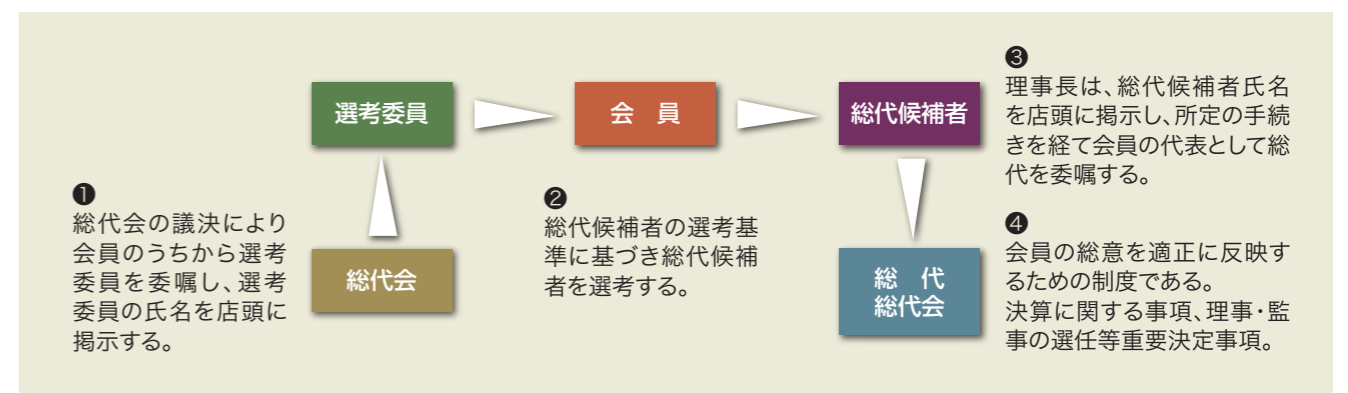 選考委員
会　員
総代候補者
総代会
総　代
総代会
❶
総代会の議決により
会員のうちから選考
委員を委嘱し、選考
委員の氏名を店頭に
掲示する。
❷
総代候補者の選考基
準に基づき総代候補
者を選考する。
❸
理事長は、総代候補者氏名
を店頭に掲示し、所定の手続
きを経て会員の代表として総
代を委嘱する。
❹
会員の総意を適正に反映す
るための制度である。
決算に関する事項、理事・監
事の選任等重要決定事項。